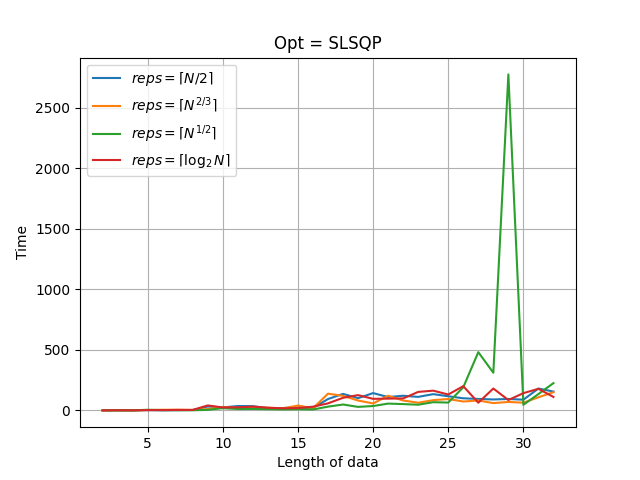 Opt = SLSQP
reps = ⌈N/2⌉
reps = ⌈N^{2/3}⌉
reps = ⌈N^{1/2}⌉
reps = ⌈log₂ N⌉
2500
2000
1500
1000
500
0
Time
5 10 15 20 25 30
Length of data